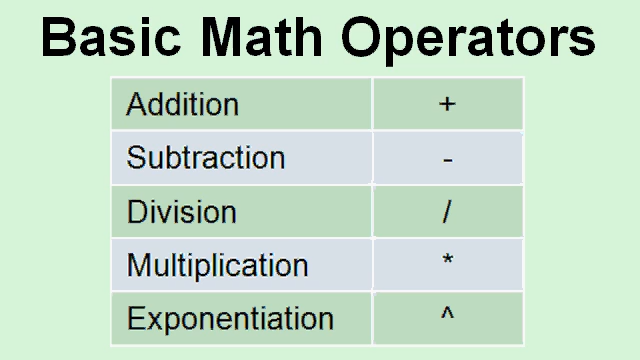 Basic Math Operators
Addition +
Subtraction -
Division /
Multiplication *
Exponentiation ^